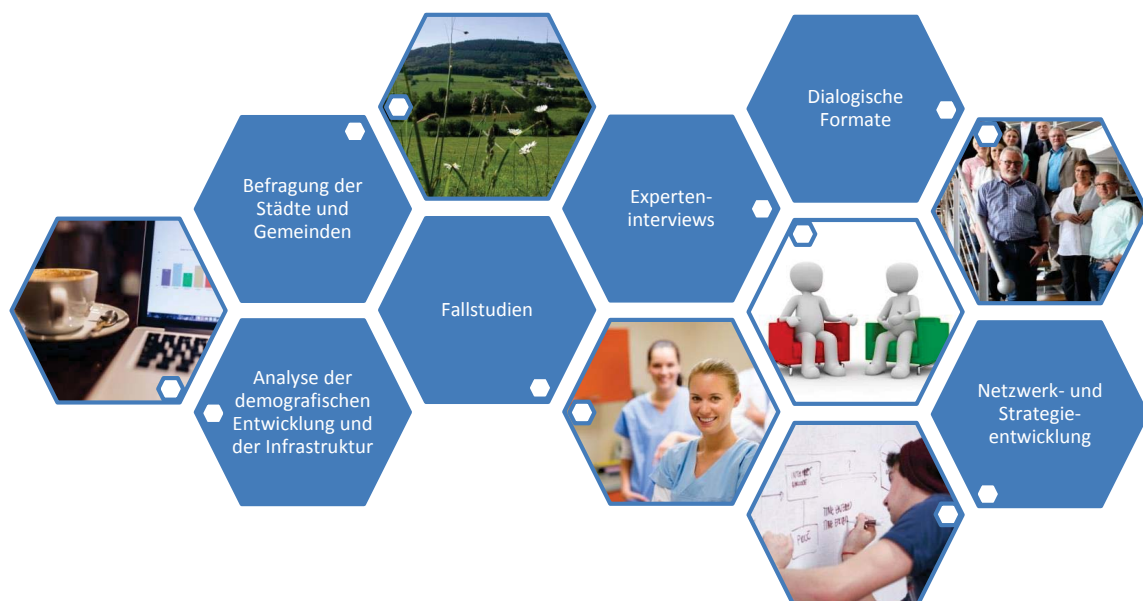 Befragung der
Städte und
Gemeinden
Analyse der
demografischen
Entwicklung und
der Infrastruktur
Fallstudien
Experten-
interviews
Dialogische
Formate
Netzwerk- und
Strategie-
entwicklung